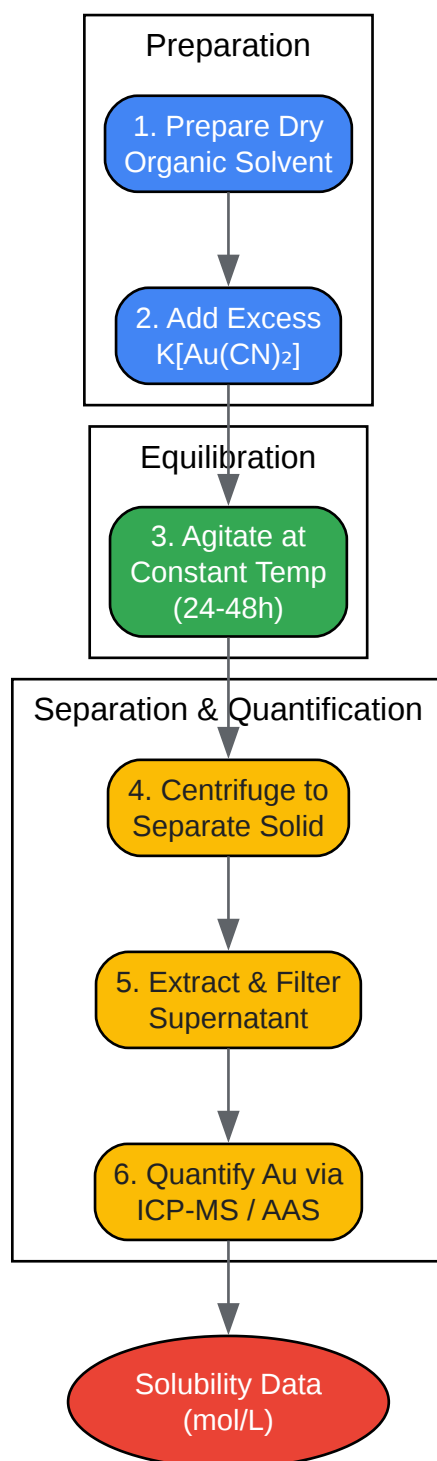 Preparation
1. Prepare Dry
Organic Solvent
2. Add Excess
K[Au(CN)₂]
Equilibration
3. Agitate at
Constant Temp
(24-48h)
Separation & Quantification
4. Centrifuge to
Separate Solid
5. Extract & Filter
Supernatant
6. Quantify Au via
ICP-MS / AAS
Solubility Data
(mol/L)